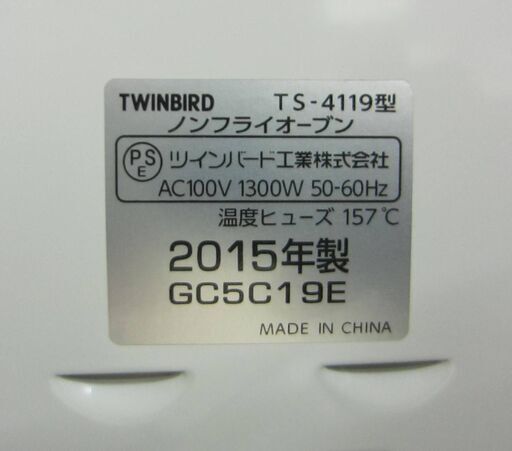 TWINBIRD TS-4119型
ノンフライオーブン
PSE ツインバード工業株式会社
AC100V 1300W 50-60Hz
温度ヒューズ 157℃
2015年製
GC5C19E
MADE IN CHINA